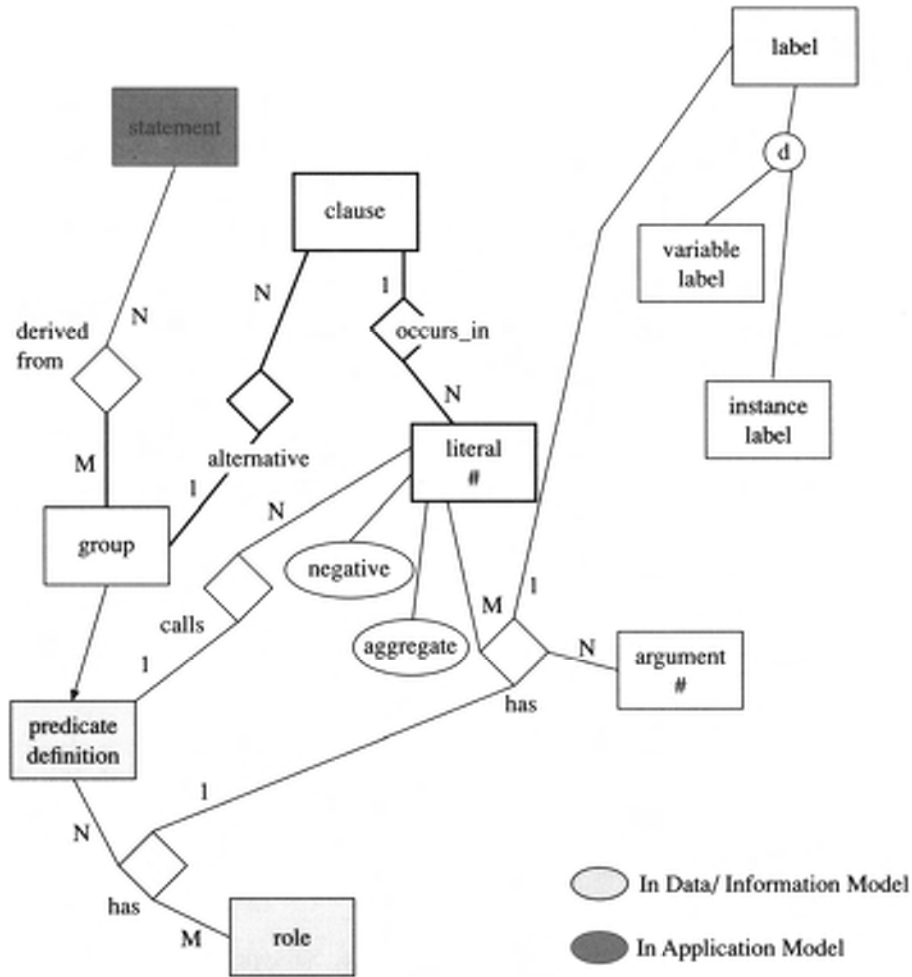 label
statement
d
clause
variable
label
N
1
N
derived
from
occurs_in
N
instance
label
literal
#
alternative
M
1
N
group
negative
calls
M
1
aggregate
N
argument
#
1
has
predicate
definition
1
N
In Data/ Information Model
has
M
role
In Application Model